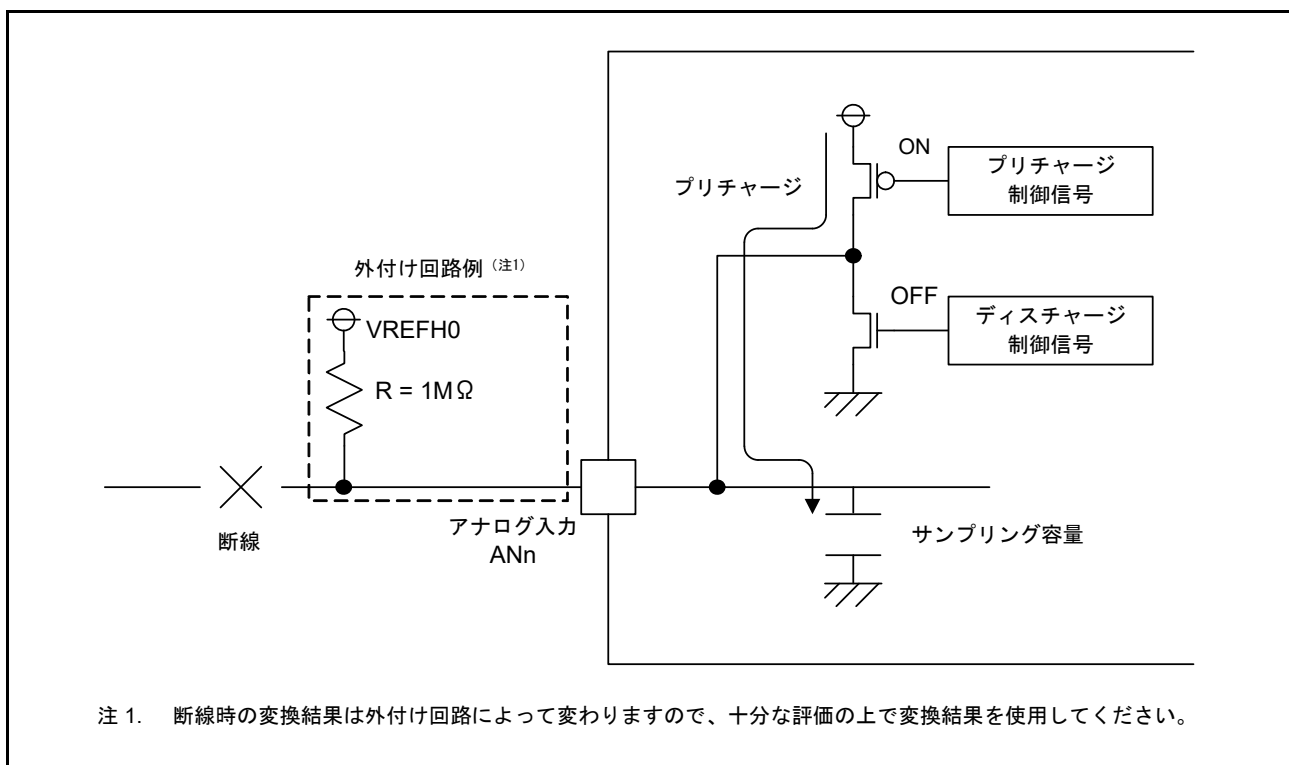 ON
プリチャージ
制御信号
プリチャージ
外付け回路例 (注1)
OFF
ディスチャージ
制御信号
VREFH0
R = 1MΩ
断線
アナログ入力
ANn
サンプリング容量
注 1. 断線時の変換結果は外付け回路によって変わりますので、十分な評価の上で変換結果を使用してください。